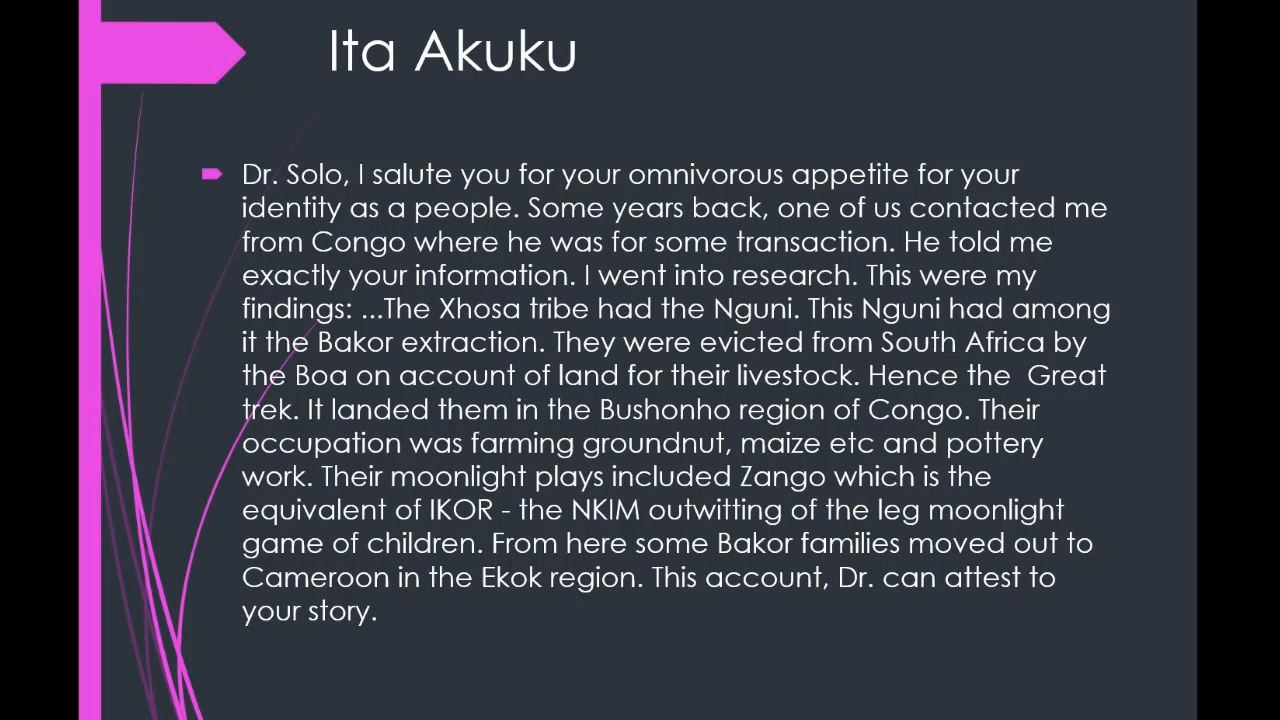 Ita Akuku
Dr. Solo, I salute you for your omnivorous appetite for your
identity as a people. Some years back, one of us contacted me
from Congo where he was for some transaction. He told me
exactly your information. I went into research. This were my
findings: ...The Xhosa tribe had the Nguni. This Nguni had among
it the Bakor extraction. They were evicted from South Africa by
the Boa on account of land for their livestock. Hence the  Great
trek. It landed them in the Bushonho region of Congo. Their
occupation was farming groundnut, maize etc and pottery
work. Their moonlight plays included Zango which is the
equivalent of IKOR - the NKIM outwitting of the leg moonlight
game of children. From here some Bakor families moved out to
Cameroon in the Ekok region. This account, Dr. can attest to
your story.